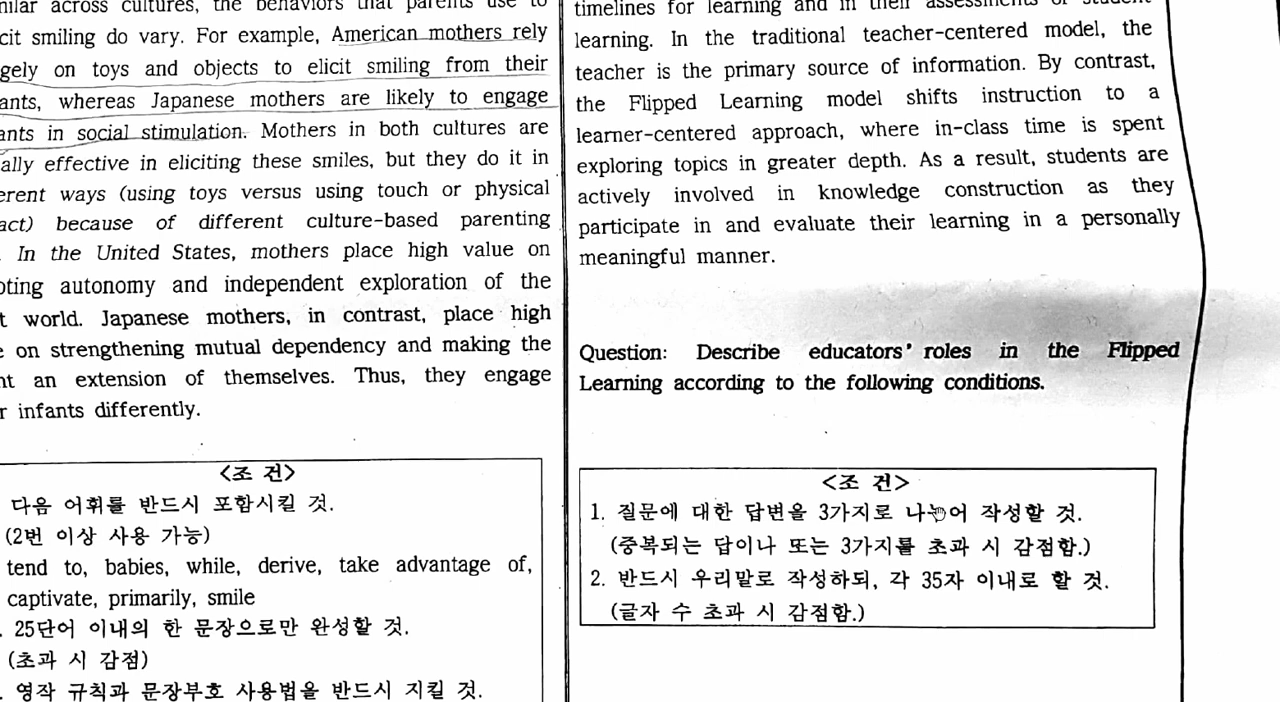 across cultures, the behaviors that parents use to
smiling do vary. For example, American mothers rely
on toys and objects to elicit smiling from their
whereas Japanese mothers are likely to engage
in social stimulation. Mothers in both cultures are
effective in eliciting these smiles, but they do it in
ways (using toys versus using touch or physical
because of different culture-based parenting
In the United States, mothers place high value on
autonomy and independent exploration of the
world. Japanese mothers, in contrast, place high
on strengthening mutual dependency and making the
an extension of themselves. Thus, they engage
infants differently.
<조 건>
다음 어휘를 반드시 포함시킬 것.
(2번 이상 사용 가능)
tend to, babies, while, derive, take advantage of,
captivate, primarily, smile
25단어 이내의 한 문장으로만 완성할 것.
(초과 시 감점)
영작 규칙과 문장부호 사용법을 반드시 지킬 것.
timelines for learning and in their assessments of student
learning. In the traditional teacher-centered model, the
teacher is the primary source of information. By contrast,
the Flipped Learning model shifts instruction to a
learner-centered approach, where in-class time is spent
exploring topics in greater depth. As a result, students are
actively involved in knowledge construction as they
participate in and evaluate their learning in a personally
meaningful manner.
Question: Describe educators' roles in the Flipped
Learning according to the following conditions.
<조 건>
1. 질문에 대한 답변을 3가지로 나누어 작성할 것.
(중복되는 답이나 또는 3가지를 초과 시 감점함.)
2. 반드시 우리말로 작성하되, 각 35자 이내로 할 것.
(글자 수 초과 시 감점함.)